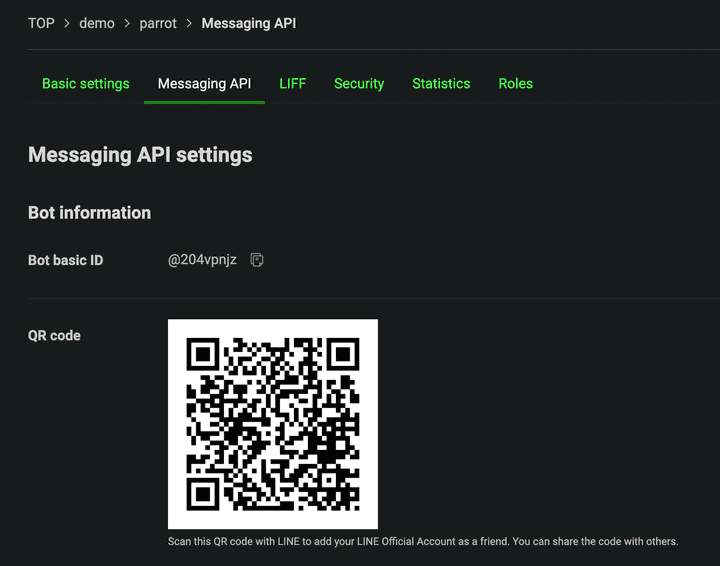 TOP > demo > parrot > Messaging API
Basic settings Messaging API LIFF Security Statistics Roles
Messaging API settings
Bot information
Bot basic ID @204vpnjz
QR code
Scan this QR code with LINE to add your LINE Official Account as a friend. You can share the code with others.